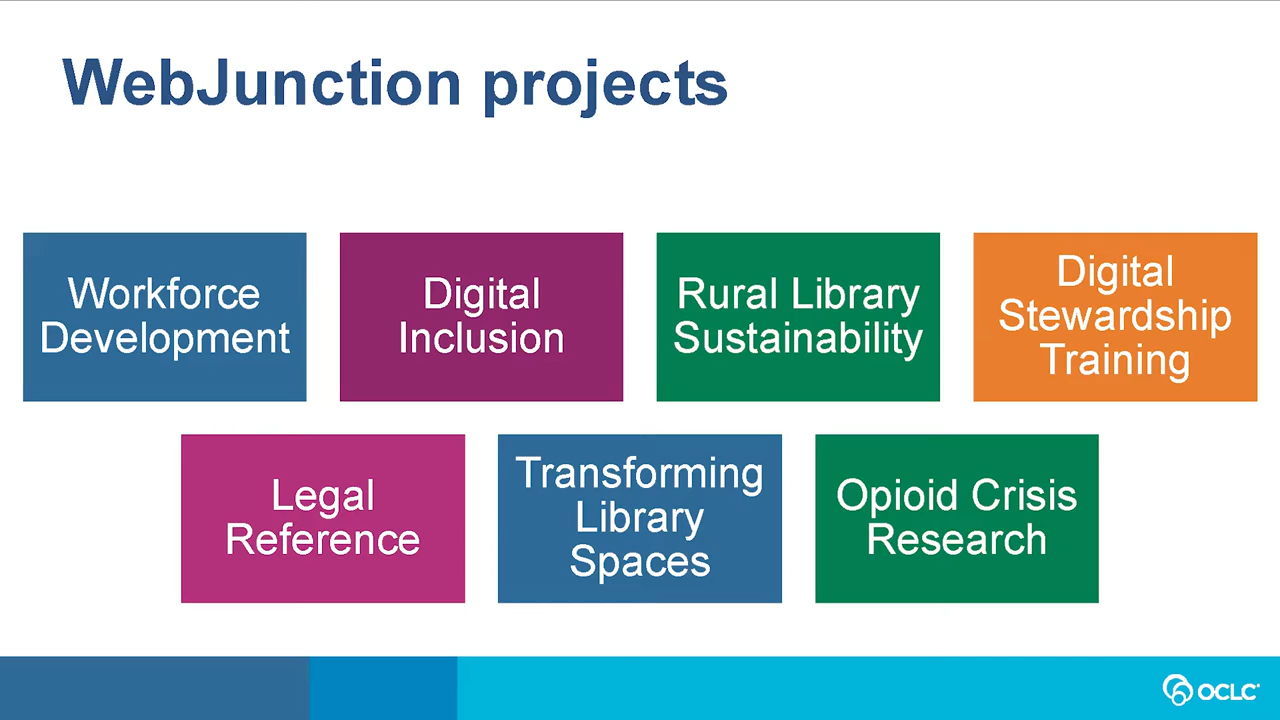 WebJunction projects
Workforce
Development
Digital
Inclusion
Rural Library
Sustainability
Digital
Stewardship
Training
Legal
Reference
Transforming
Library
Spaces
Opioid Crisis
Research
OCLC